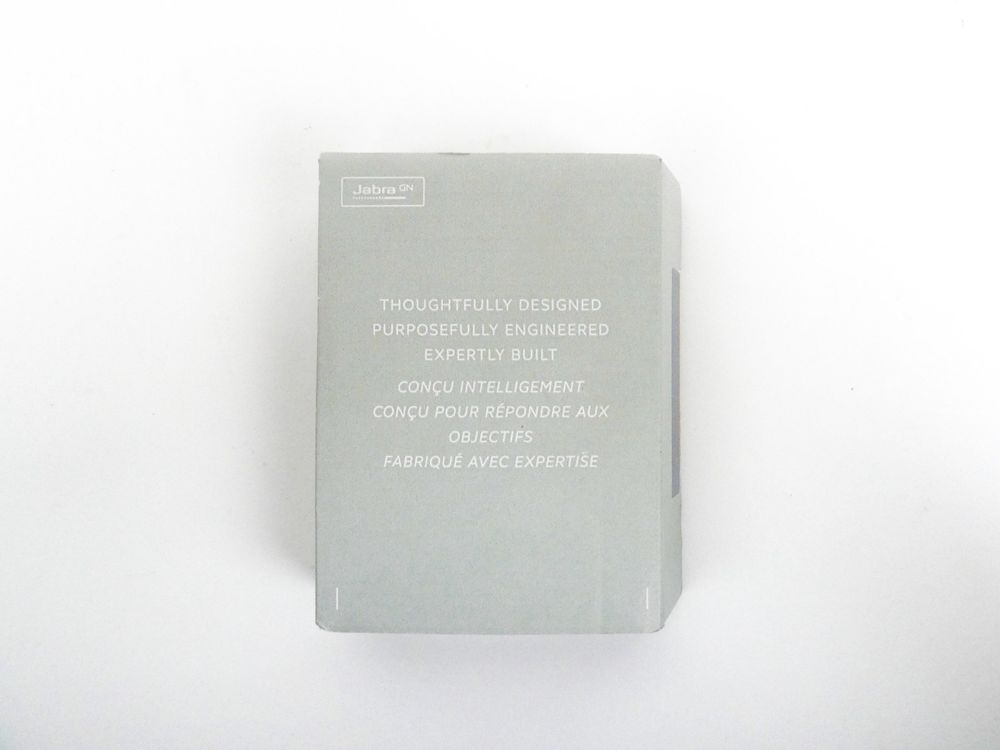 Jabra GN
THOUGHTFULLY DESIGNED
PURPOSEFULLY ENGINEERED
EXPERTLY BUILT
CONÇU INTELLIGEMENT
CONÇU POUR RÉPONDRE AUX
OBJECTIFS
FABRIQUÉ AVEC EXPERTISE